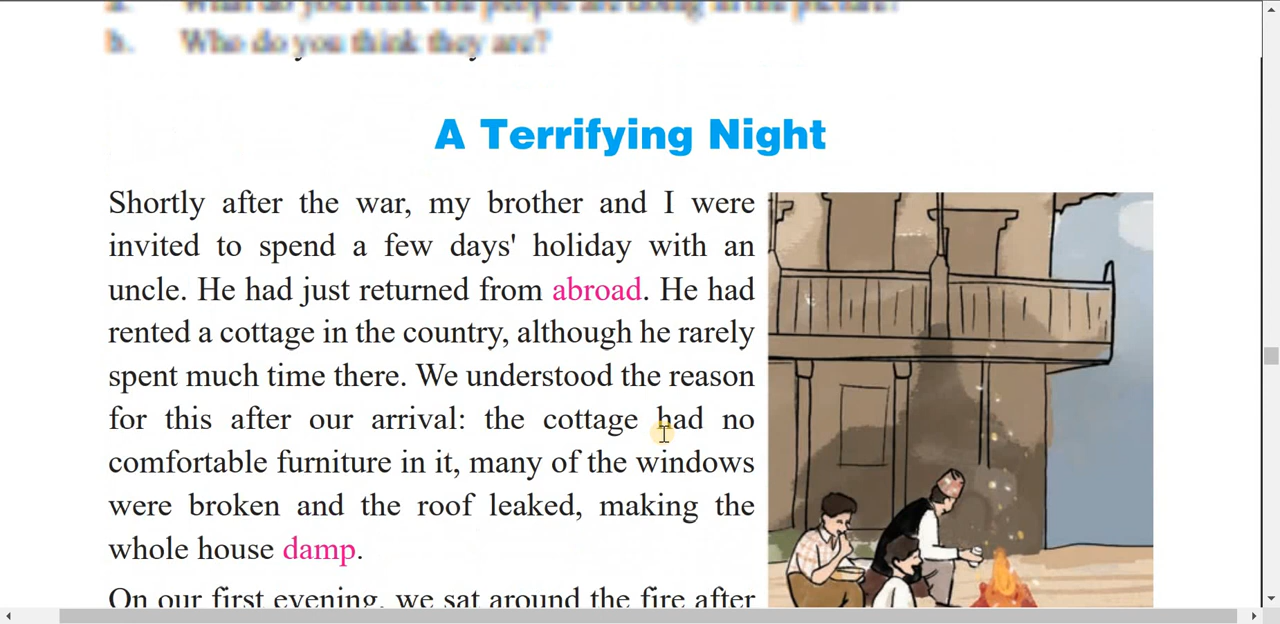 b. Who do you think they are?
A Terrifying Night
Shortly after the war, my brother and I were
invited to spend a few days' holiday with an
uncle. He had just returned from abroad. He had
rented a cottage in the country, although he rarely
spent much time there. We understood the reason
for this after our arrival: the cottage had no
comfortable furniture in it, many of the windows
were broken and the roof leaked, making the
whole house damp.
On our first evening, we sat around the fire after